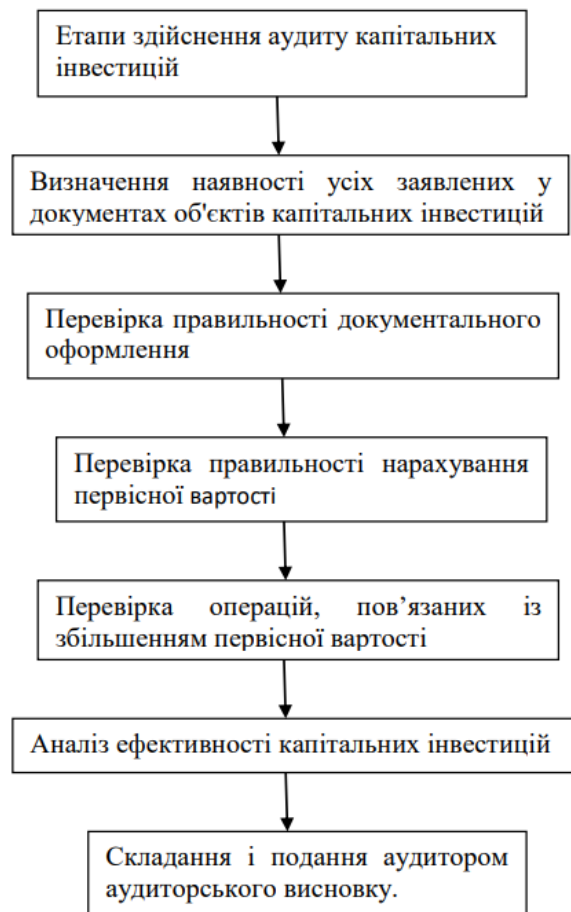 Етапи здійснення аудиту капітальних
інвестицій
Визначення наявності усіх заявлених у
документах об'єктів капітальних інвестицій
Перевірка правильності документального
оформлення
Перевірка правильності нарахування
первісної вартості
Перевірка операцій, пов’язаних із
збільшенням первісної вартості
Аналіз ефективності капітальних інвестицій
Складання і подання аудитором
аудиторського висновку.